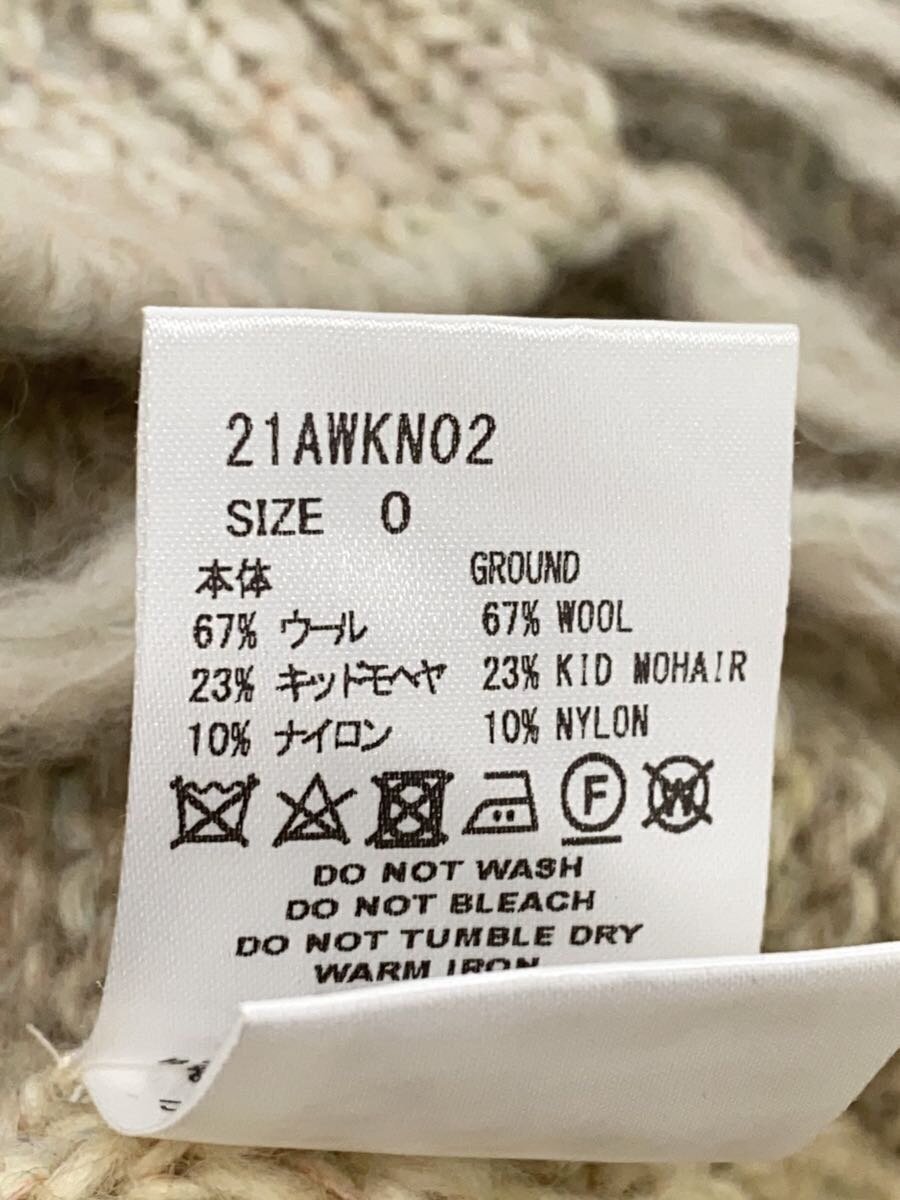 21AWKN02
SIZE 0
本体 GROUND
67% ウール 67% WOOL
23% キッドモヘヤ 23% KID MOHAIR
10% ナイロン 10% NYLON
F W
DO NOT WASH
DO NOT BLEACH
DO NOT TUMBLE DRY
WARM IRON